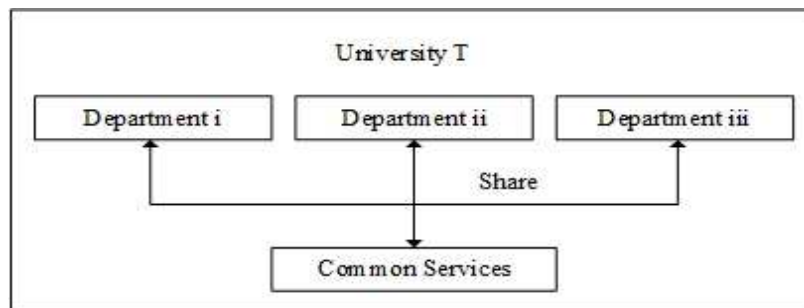 University T
Department i
Department ii
Department iii
Share
Common Services